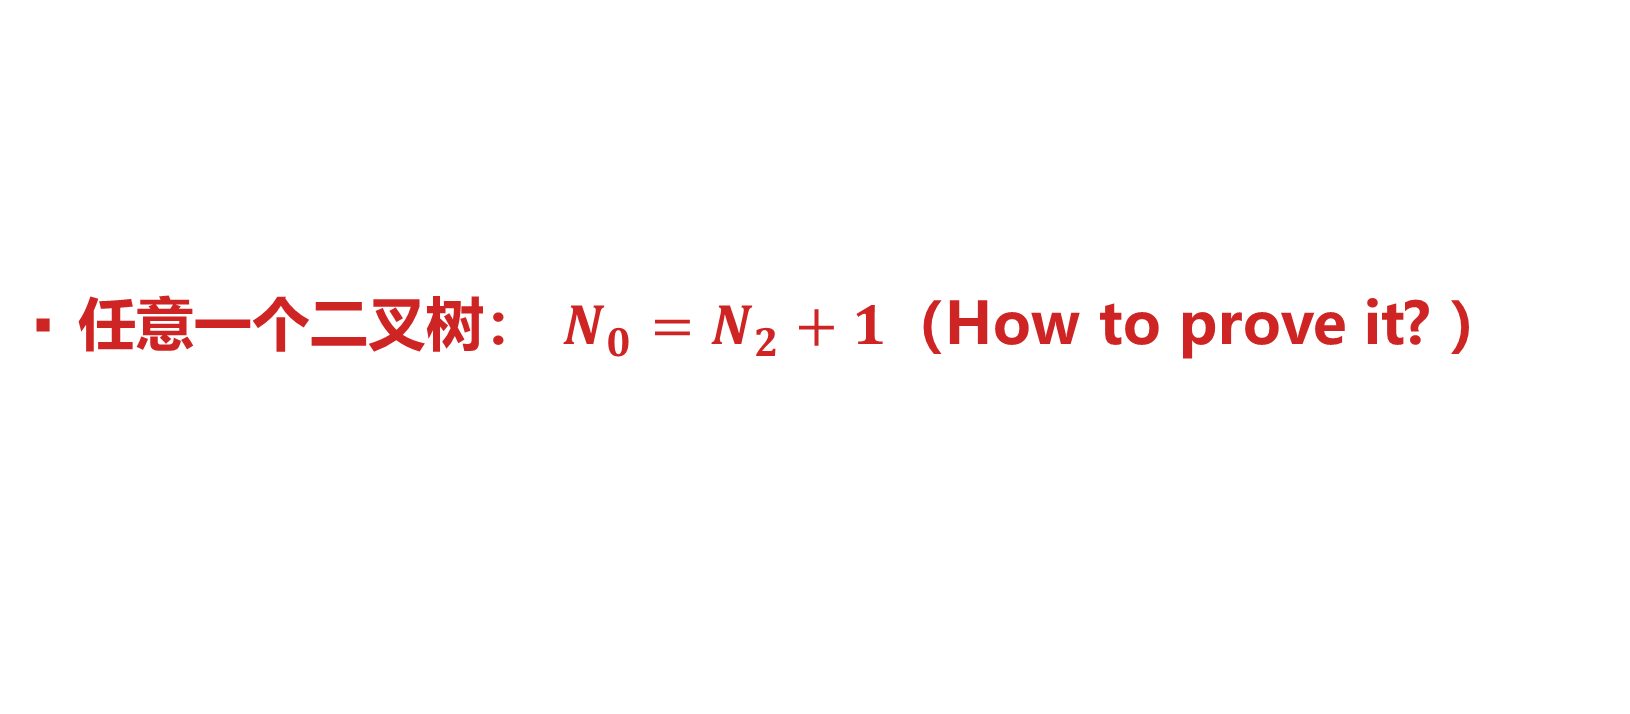 ▪ 任意一个二叉树： N₀ = N₂ + 1（How to prove it? ）